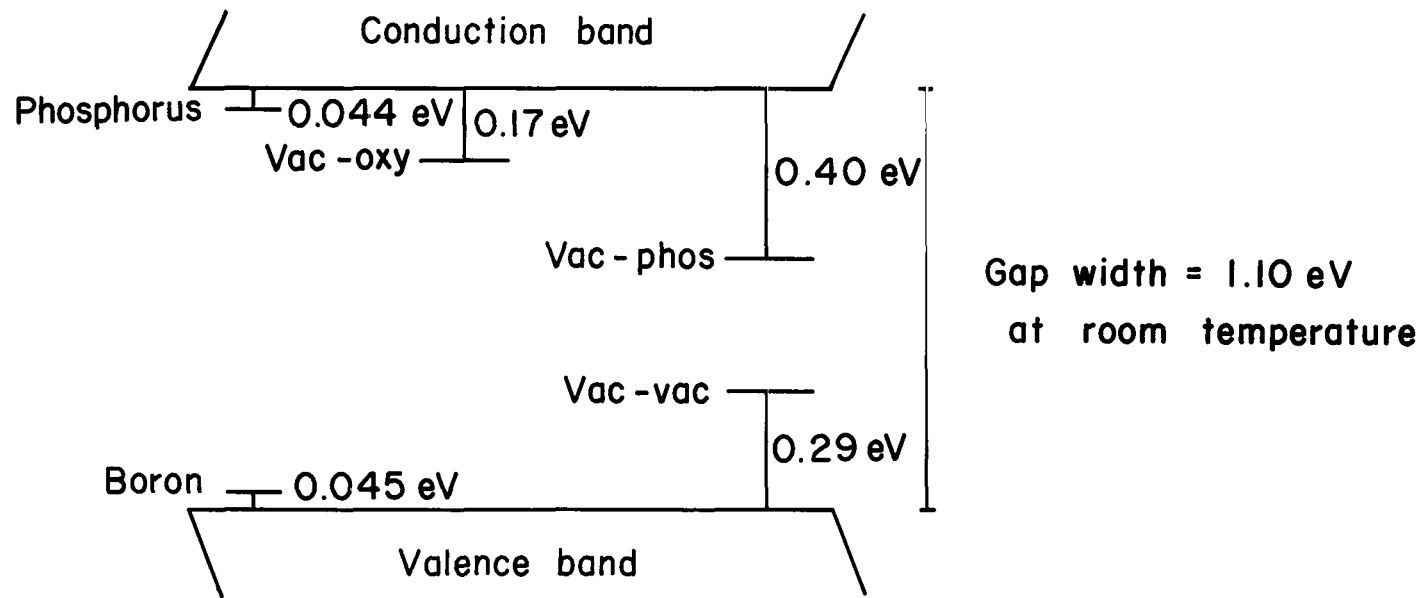 Conduction band
Phosphorus
0.044 eV
0.17 eV
Vac-oxy
0.40 eV
Vac-phos
Gap width = 1.10 eV
at room temperature
Vac-vac
0.29 eV
Boron
0.045 eV
Valence band